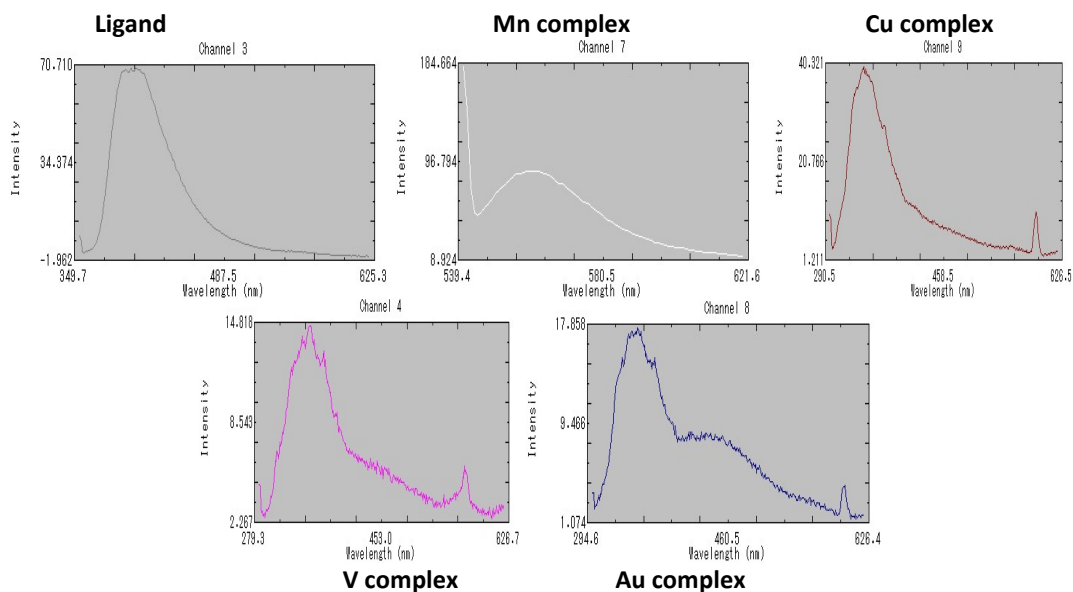 Ligand
Channel 3
70.710
34.374
-1.962
Intensity
349.7
487.5
625.3
Wavelength (nm)
Mn complex
Channel 7
184.664
96.794
8.924
Intensity
539.4
580.5
621.6
Wavelength (nm)
Cu complex
Channel 9
40.321
20.766
1.211
Intensity
290.5
458.5
626.5
Wavelength (nm)
Channel 4
14.818
8.543
2.267
Intensity
279.3
453.0
626.7
Wavelength (nm)
V complex
Channel 8
17.858
9.466
1.074
Intensity
294.6
460.5
626.4
Wavelength (nm)
Au complex